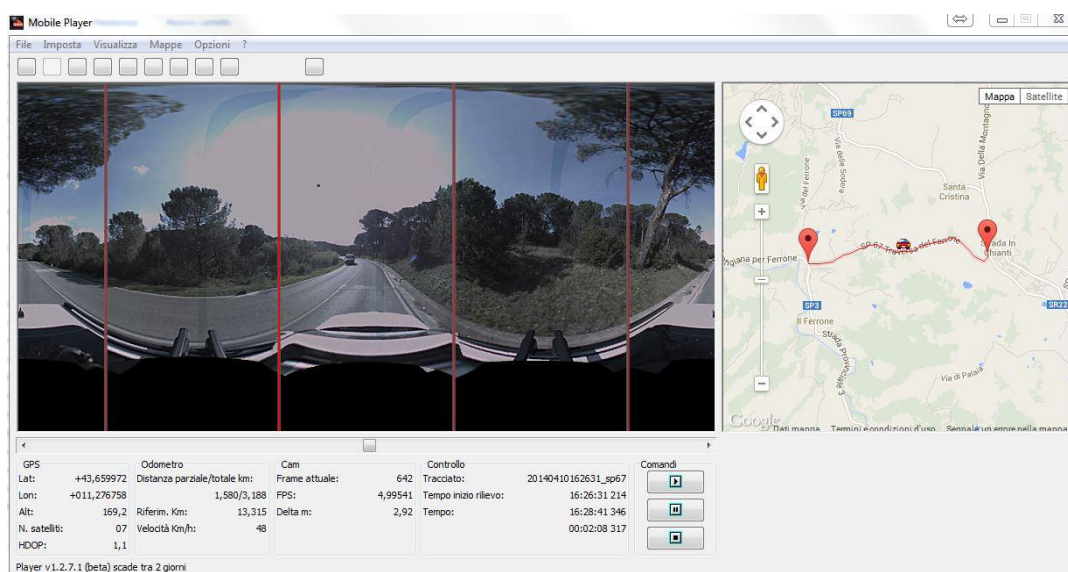 Mobile Player
File Imposta Visualizza Mappe Opzioni ?
Mappa Satellite
SP69
Via Della Montagno
Via delle Sodera
Via del Ferrone
Santa
Cristina
SP 67 Traversa del Ferrone
Strada In
Chianti
igiana per Ferrone
SP3
SR22
Il Ferrone
Strada Provinciale 3
Via di Palaia
Google
Dati mappa Termini e condizioni d'uso Segnala un errore nella mappa
GPS
Lat: +43,659972
Lon: +011,276758
Alt: 169,2
N. satelliti: 07
HDOP: 1,1
Odometro
Distanza parziale/totale km:
1,580/3,188
Riferim. Km: 13,315
Velocità Km/h: 48
Cam
Frame attuale: 642
FPS: 4,99541
Delta m: 2,92
Controllo
Tracciato: 20140410162631_sp67
Tempo inizio rilievo: 16:26:31 214
Tempo: 16:28:41 346
00:02:08 317
Comandi
Player v1.2.7.1 (beta) scade tra 2 giorni